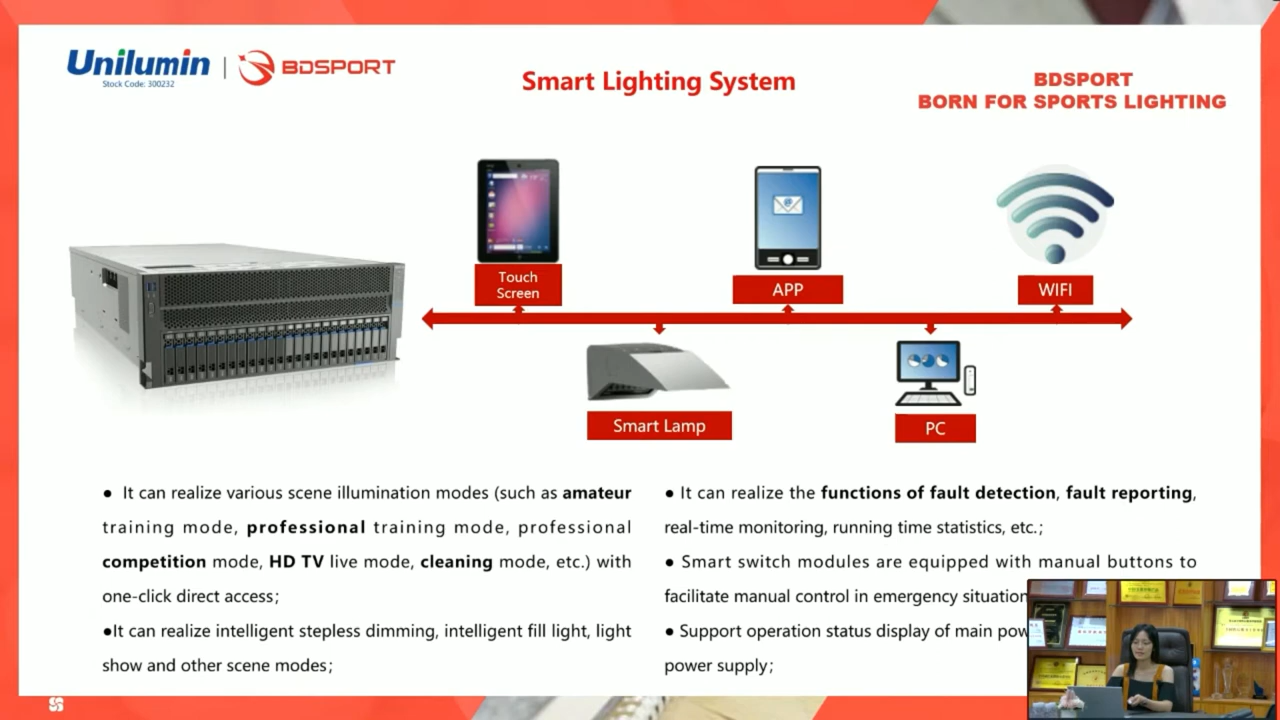 Unilumin
Stock Code: 300232
BDSPORT
Smart Lighting System
BDSPORT
BORN FOR SPORTS LIGHTING
Touch
Screen
APP
WIFI
Smart Lamp
PC
● It can realize various scene illumination modes (such as amateur
training mode, professional training mode, professional
competition mode, HD TV live mode, cleaning mode, etc.) with
one-click direct access;
●It can realize intelligent stepless dimming, intelligent fill light, light
show and other scene modes;
● It can realize the functions of fault detection, fault reporting,
real-time monitoring, running time statistics, etc.;
● Smart switch modules are equipped with manual buttons to
facilitate manual control in emergency situation
● Support operation status display of main pow
power supply;